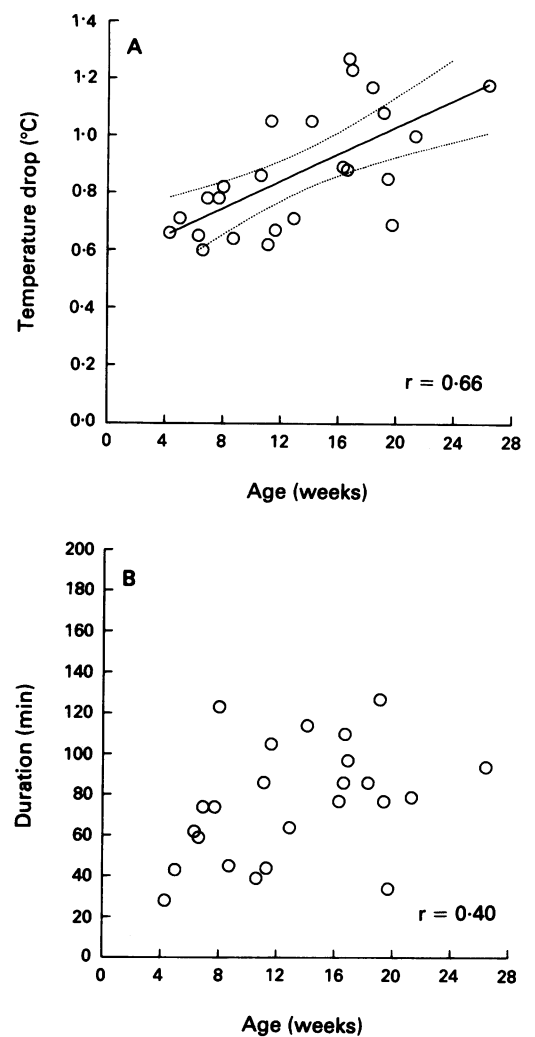 1·4
A
1·2
1·0
0·8
0·6
0·4
0·2
0·0
Temperature drop (°C)
r = 0·66
0 4 8 12 16 20 24 28
Age (weeks)
200
B
180
160
140
120
100
80
60
40
20
0
Duration (min)
r = 0·40
0 4 8 12 16 20 24 28
Age (weeks)